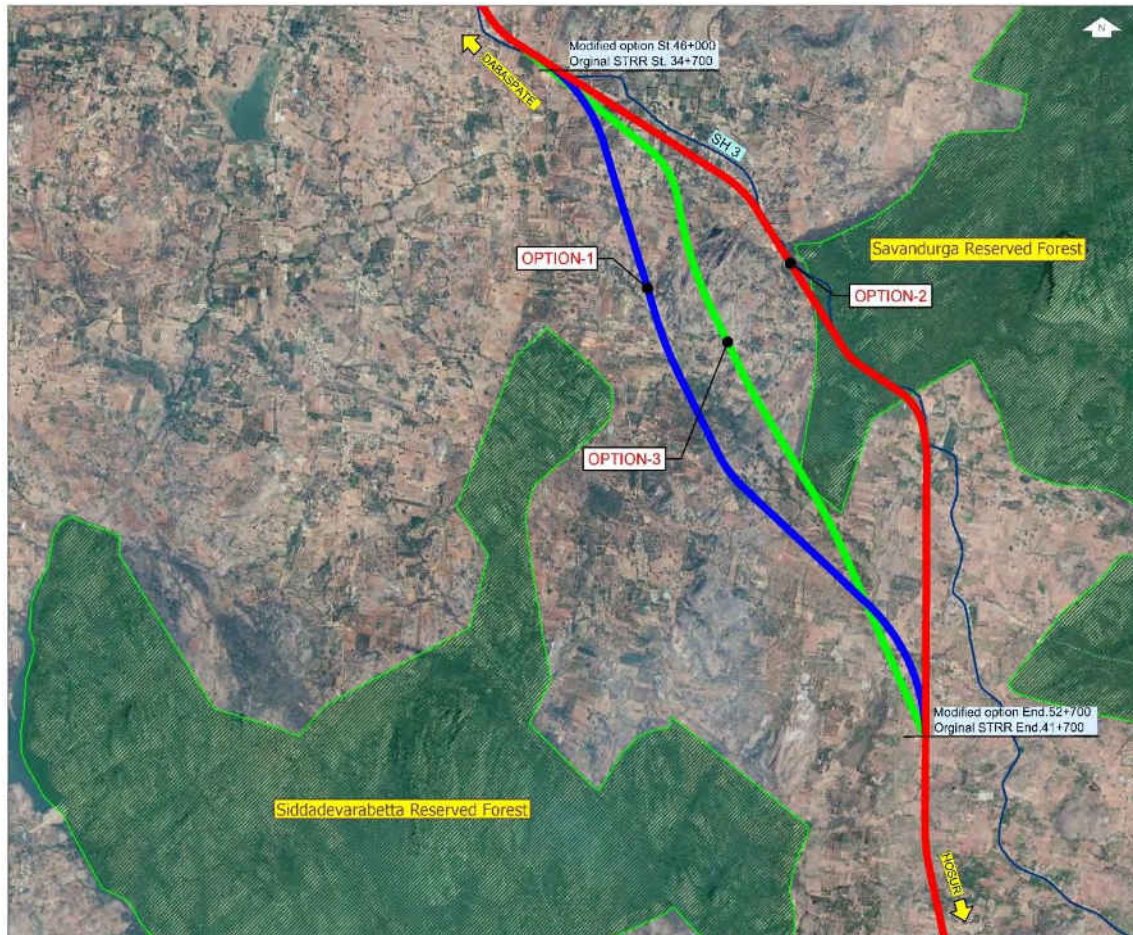 N
Modified option St.46+000
Orginal STRR St. 34+700
DABASPATE
SH 3
Savandurga Reserved Forest
OPTION-1
OPTION-2
OPTION-3
Modified option End.52+700
Orginal STRR End.41+700
Siddadevarabetta Reserved Forest
HOSUR